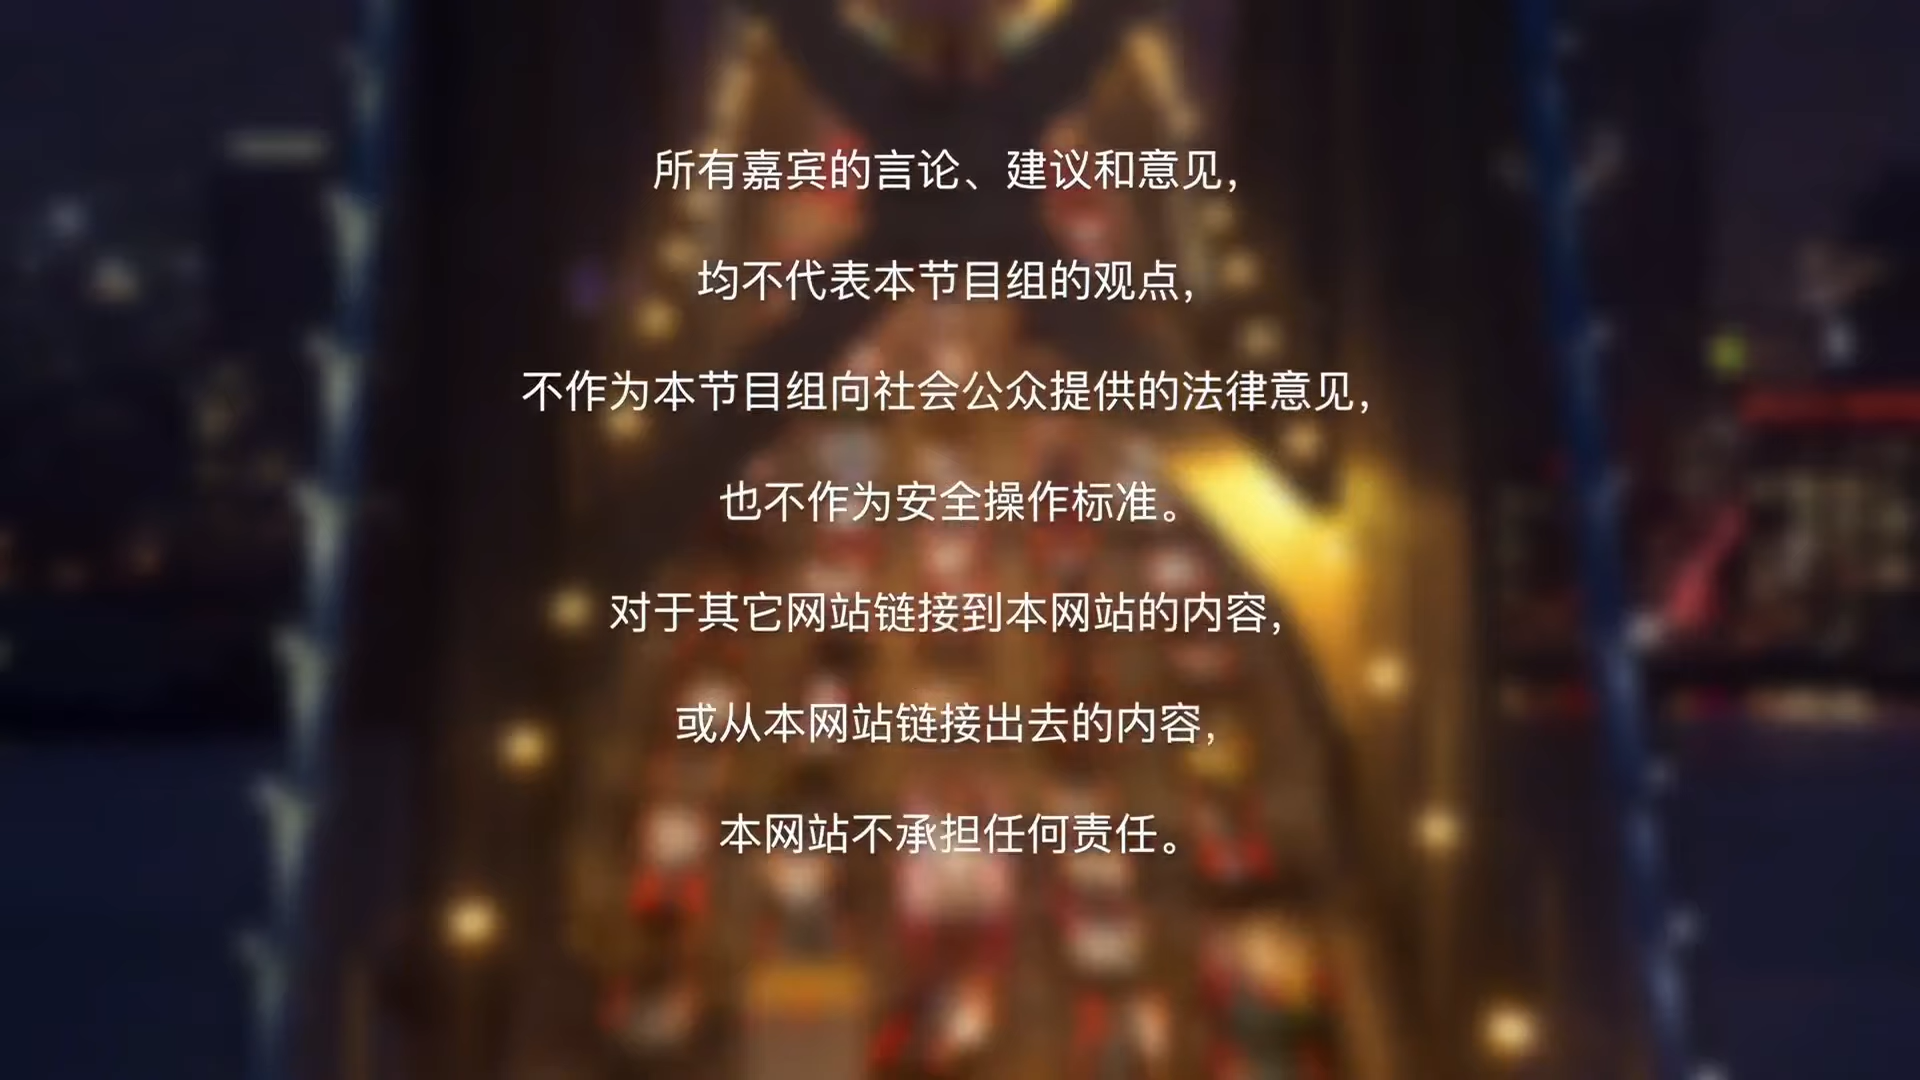 所有嘉宾的言论、建议和意见，
均不代表本节目组的观点，
不作为本节目组向社会公众提供的法律意见，
也不作为安全操作标准。
对于其它网站链接到本网站的内容，
或从本网站链接出去的内容，
本网站不承担任何责任。